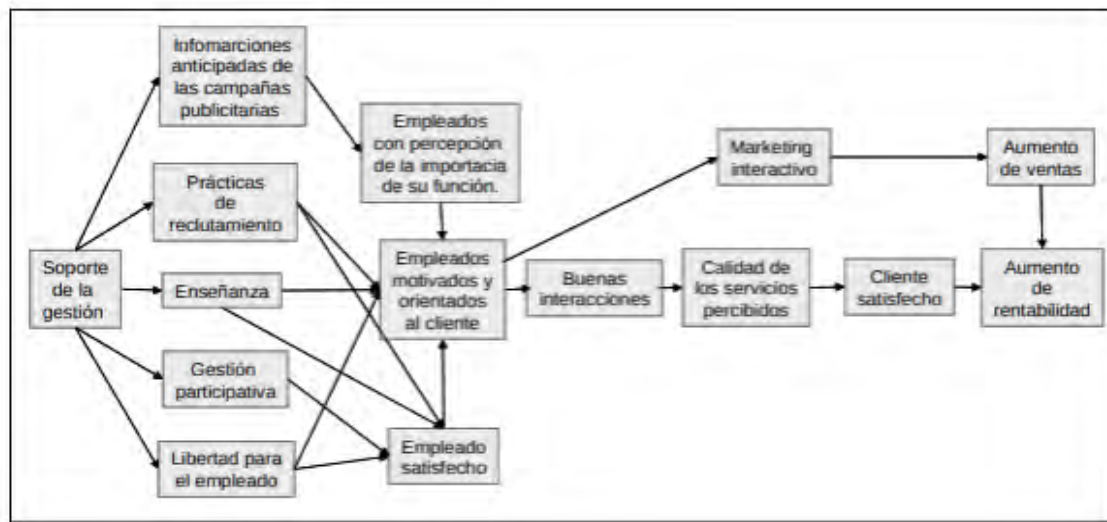 Infomarciones
anticipadas de
las campañas
publicitarias
Empleados
con percepción
de la importacia
de su función.
Marketing
interactivo
Aumento
de ventas
Prácticas
de
reclutamiento
Soporte
de la
gestión
Enseñanza
Empleados
motivados y
orientados
al cliente
Buenas
interacciones
Calidad de
los servicios
percibidos
Cliente
satisfecho
Aumento
de
rentabilidad
Gestión
participativa
Libertad para
el empleado
Empleado
satisfecho